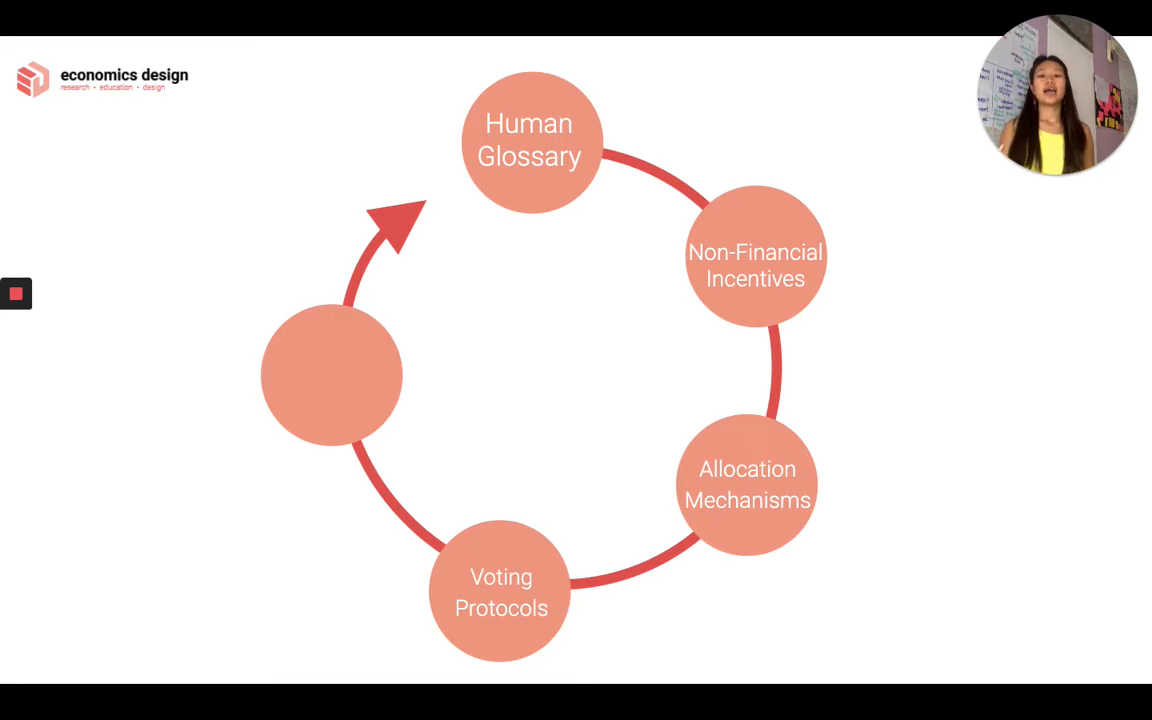 economics design
research • education • design
Human
Glossary
Non-Financial
Incentives
Allocation
Mechanisms
Voting
Protocols